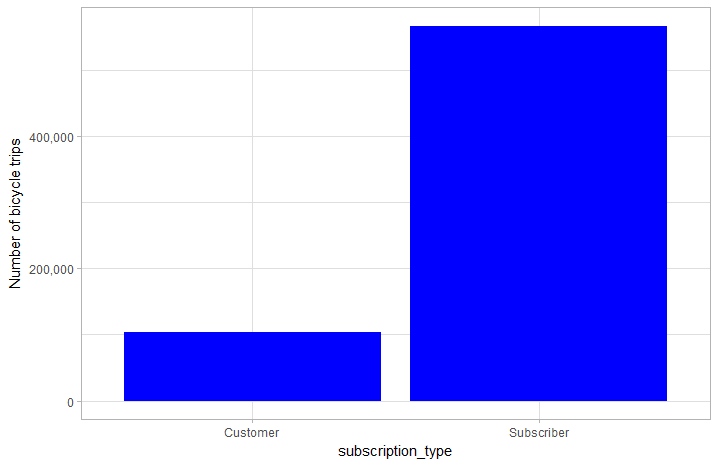 Number of bicycle trips
400,000
200,000
0
Customer
Subscriber
subscription_type